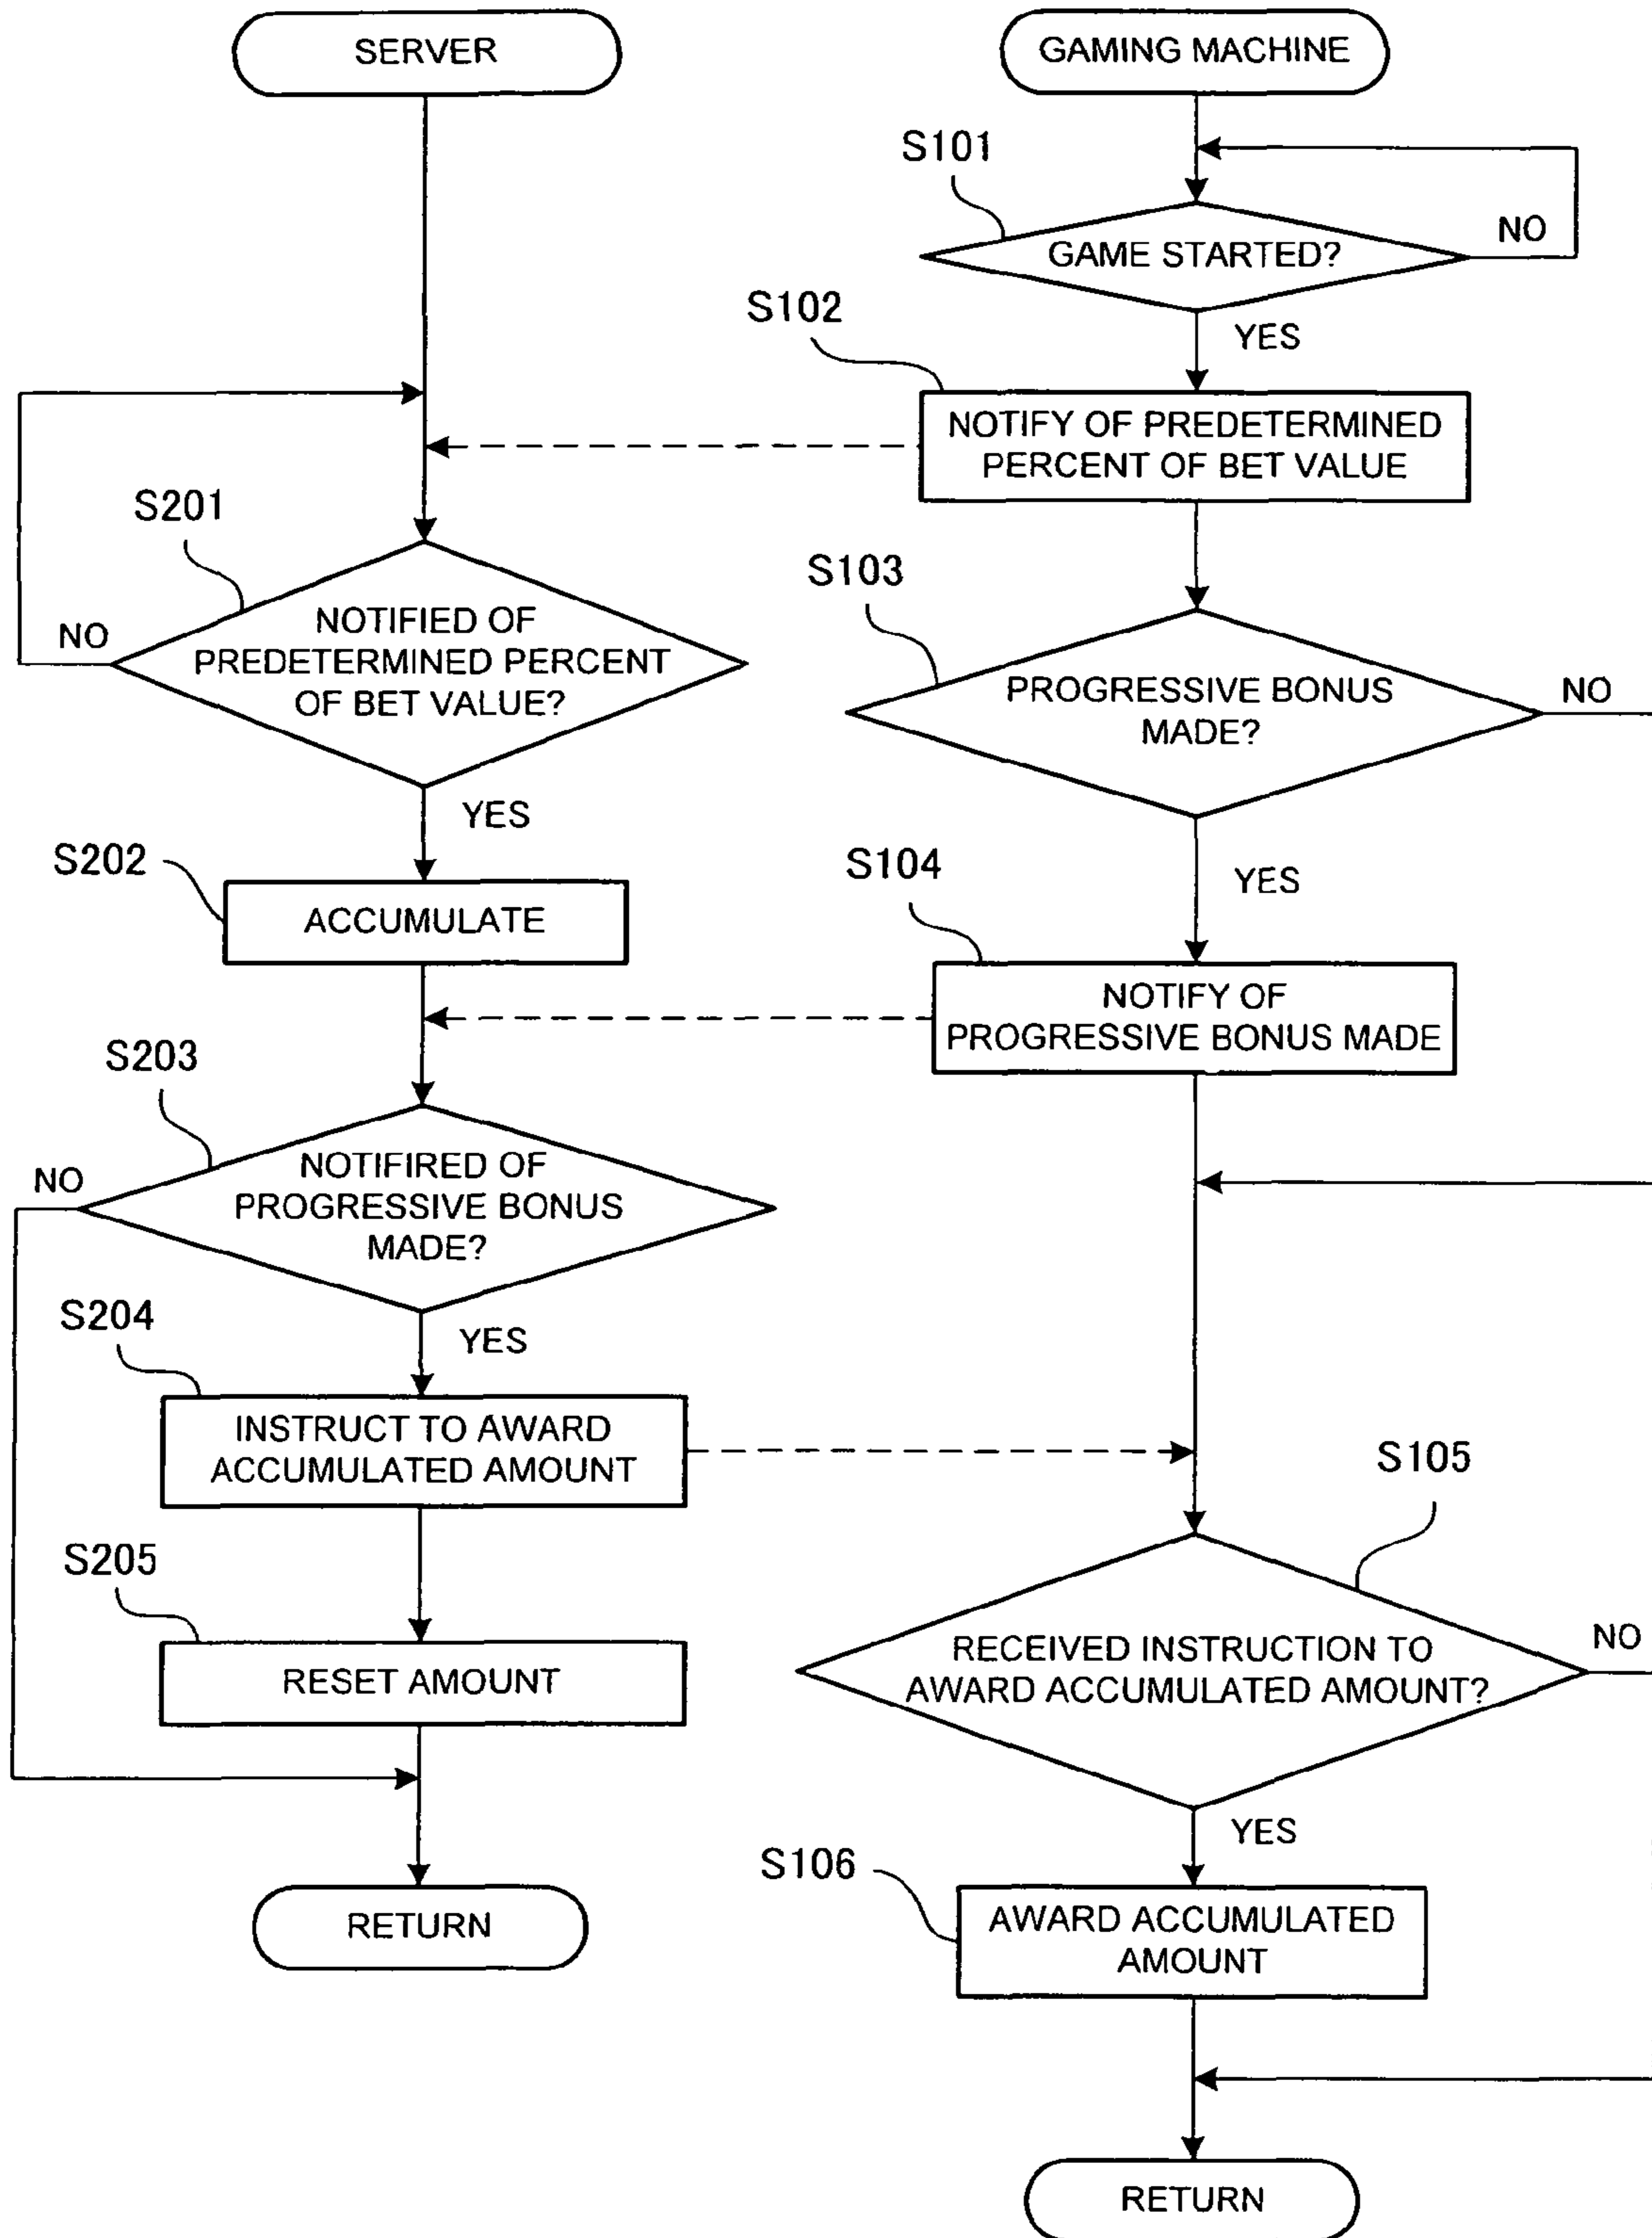 SERVER
NO
S201
NOTIFIED OF
PREDETERMINED PERCENT
OF BET VALUE?
YES
S202
ACCUMULATE
S203
NO
NOTIFIRED OF
PROGRESSIVE BONUS
MADE?
YES
S204
INSTRUCT TO AWARD
ACCUMULATED AMOUNT
S205
RESET AMOUNT
RETURN
GAMING MACHINE
S101
GAME STARTED?
NO
YES
S102
NOTIFY OF PREDETERMINED
PERCENT OF BET VALUE
S103
PROGRESSIVE BONUS
MADE?
NO
YES
S104
NOTIFY OF
PROGRESSIVE BONUS MADE
S105
RECEIVED INSTRUCTION TO
AWARD ACCUMULATED AMOUNT?
NO
YES
S106
AWARD ACCUMULATED
AMOUNT
RETURN